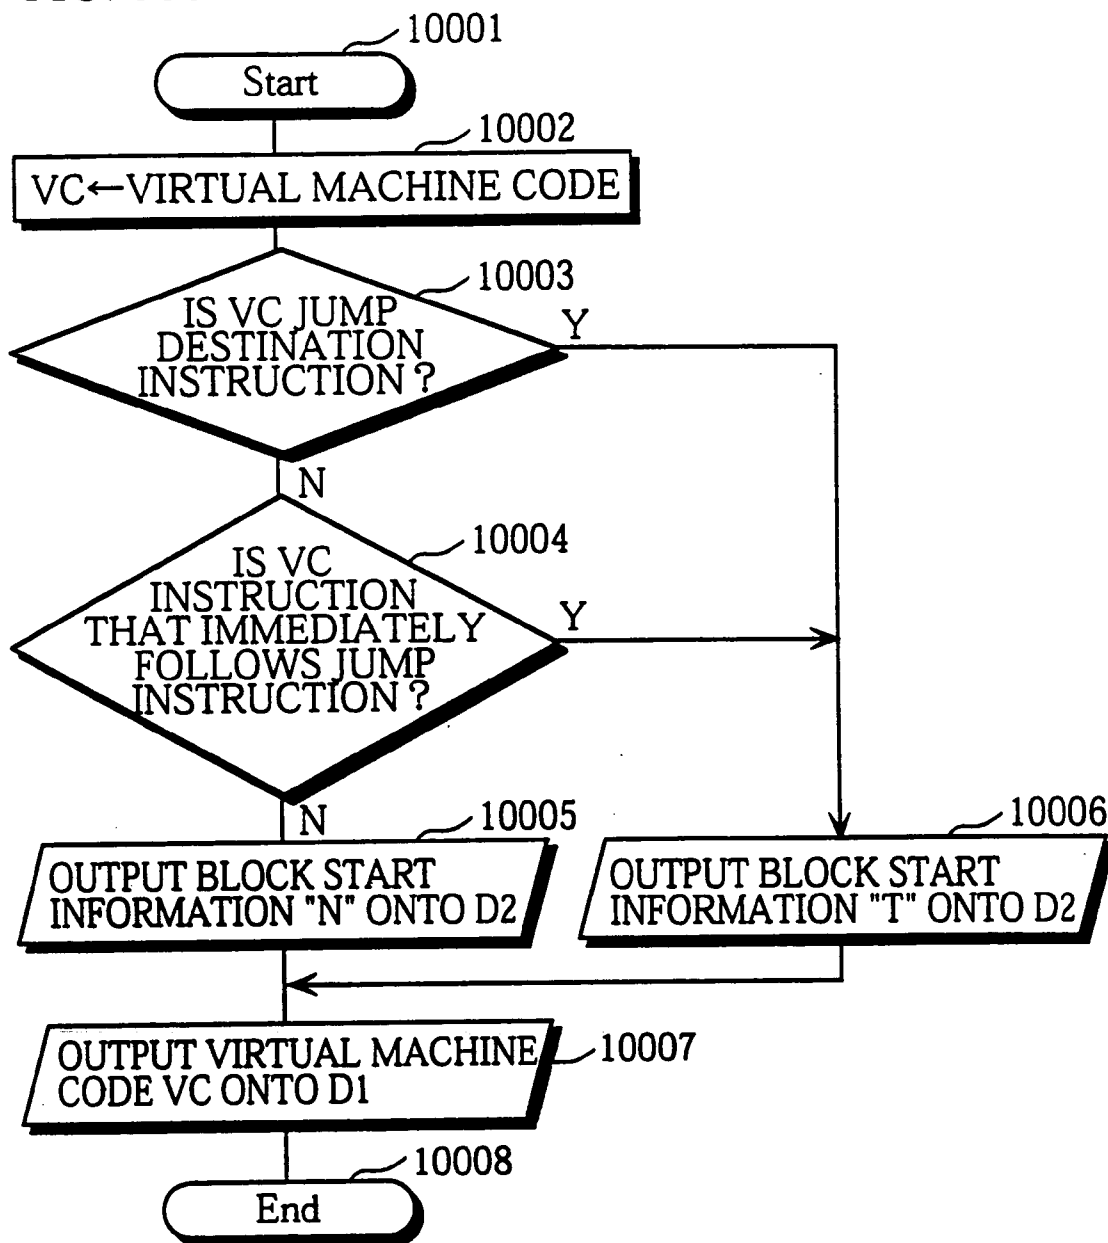 10001
Start
10002
VC←VIRTUAL MACHINE CODE
10003
IS VC JUMP
DESTINATION
INSTRUCTION ?
Y
N
10004
IS VC
INSTRUCTION
THAT IMMEDIATELY
FOLLOWS JUMP
INSTRUCTION ?
Y
N
10005
OUTPUT BLOCK START
INFORMATION "N" ONTO D2
10006
OUTPUT BLOCK START
INFORMATION "T" ONTO D2
10007
OUTPUT VIRTUAL MACHINE
CODE VC ONTO D1
10008
End